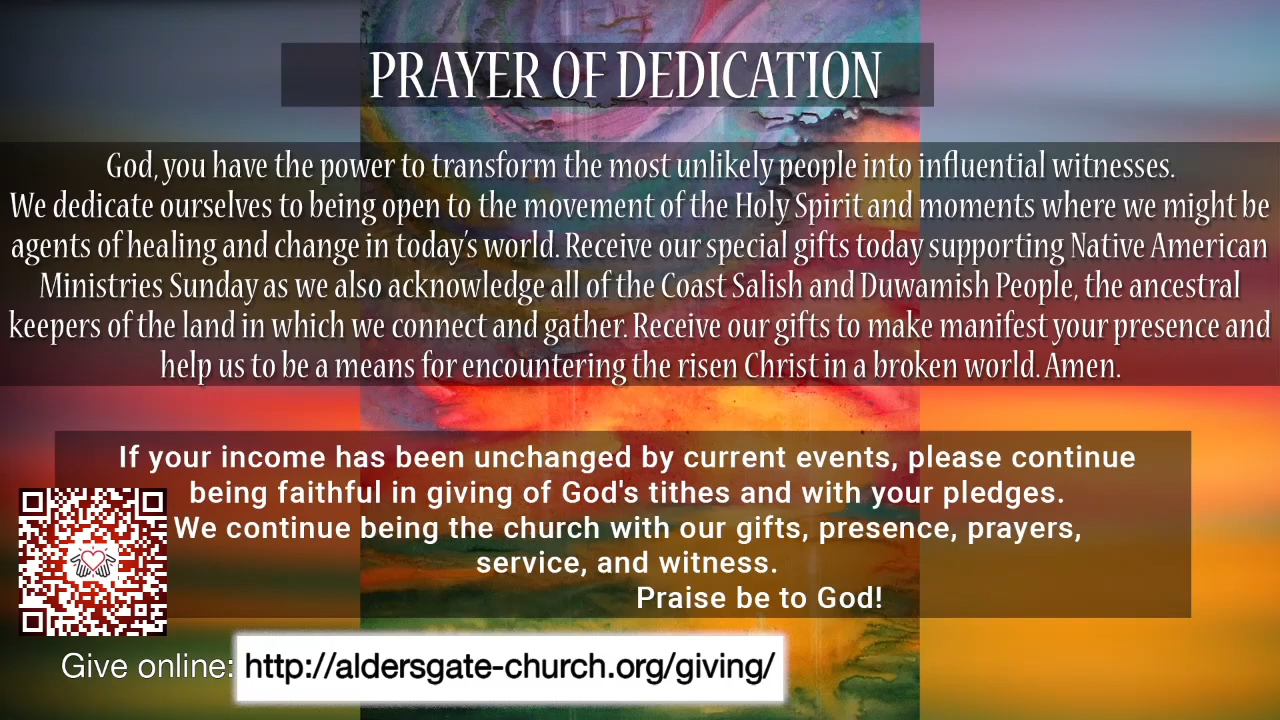 PRAYER OF DEDICATION
God, you have the power to transform the most unlikely people into influential witnesses.
We dedicate ourselves to being open to the movement of the Holy Spirit and moments where we might be
agents of healing and change in today's world. Receive our special gifts today supporting Native American
Ministries Sunday as we also acknowledge all of the Coast Salish and Duwamish People, the ancestral
keepers of the land in which we connect and gather. Receive our gifts to make manifest your presence and
help us to be a means for encountering the risen Christ in a broken world. Amen.
If your income has been unchanged by current events, please continue
being faithful in giving of God's tithes and with your pledges.
We continue being the church with our gifts, presence, prayers,
service, and witness.
Praise be to God!
Give online: http://aldersgate-church.org/giving/